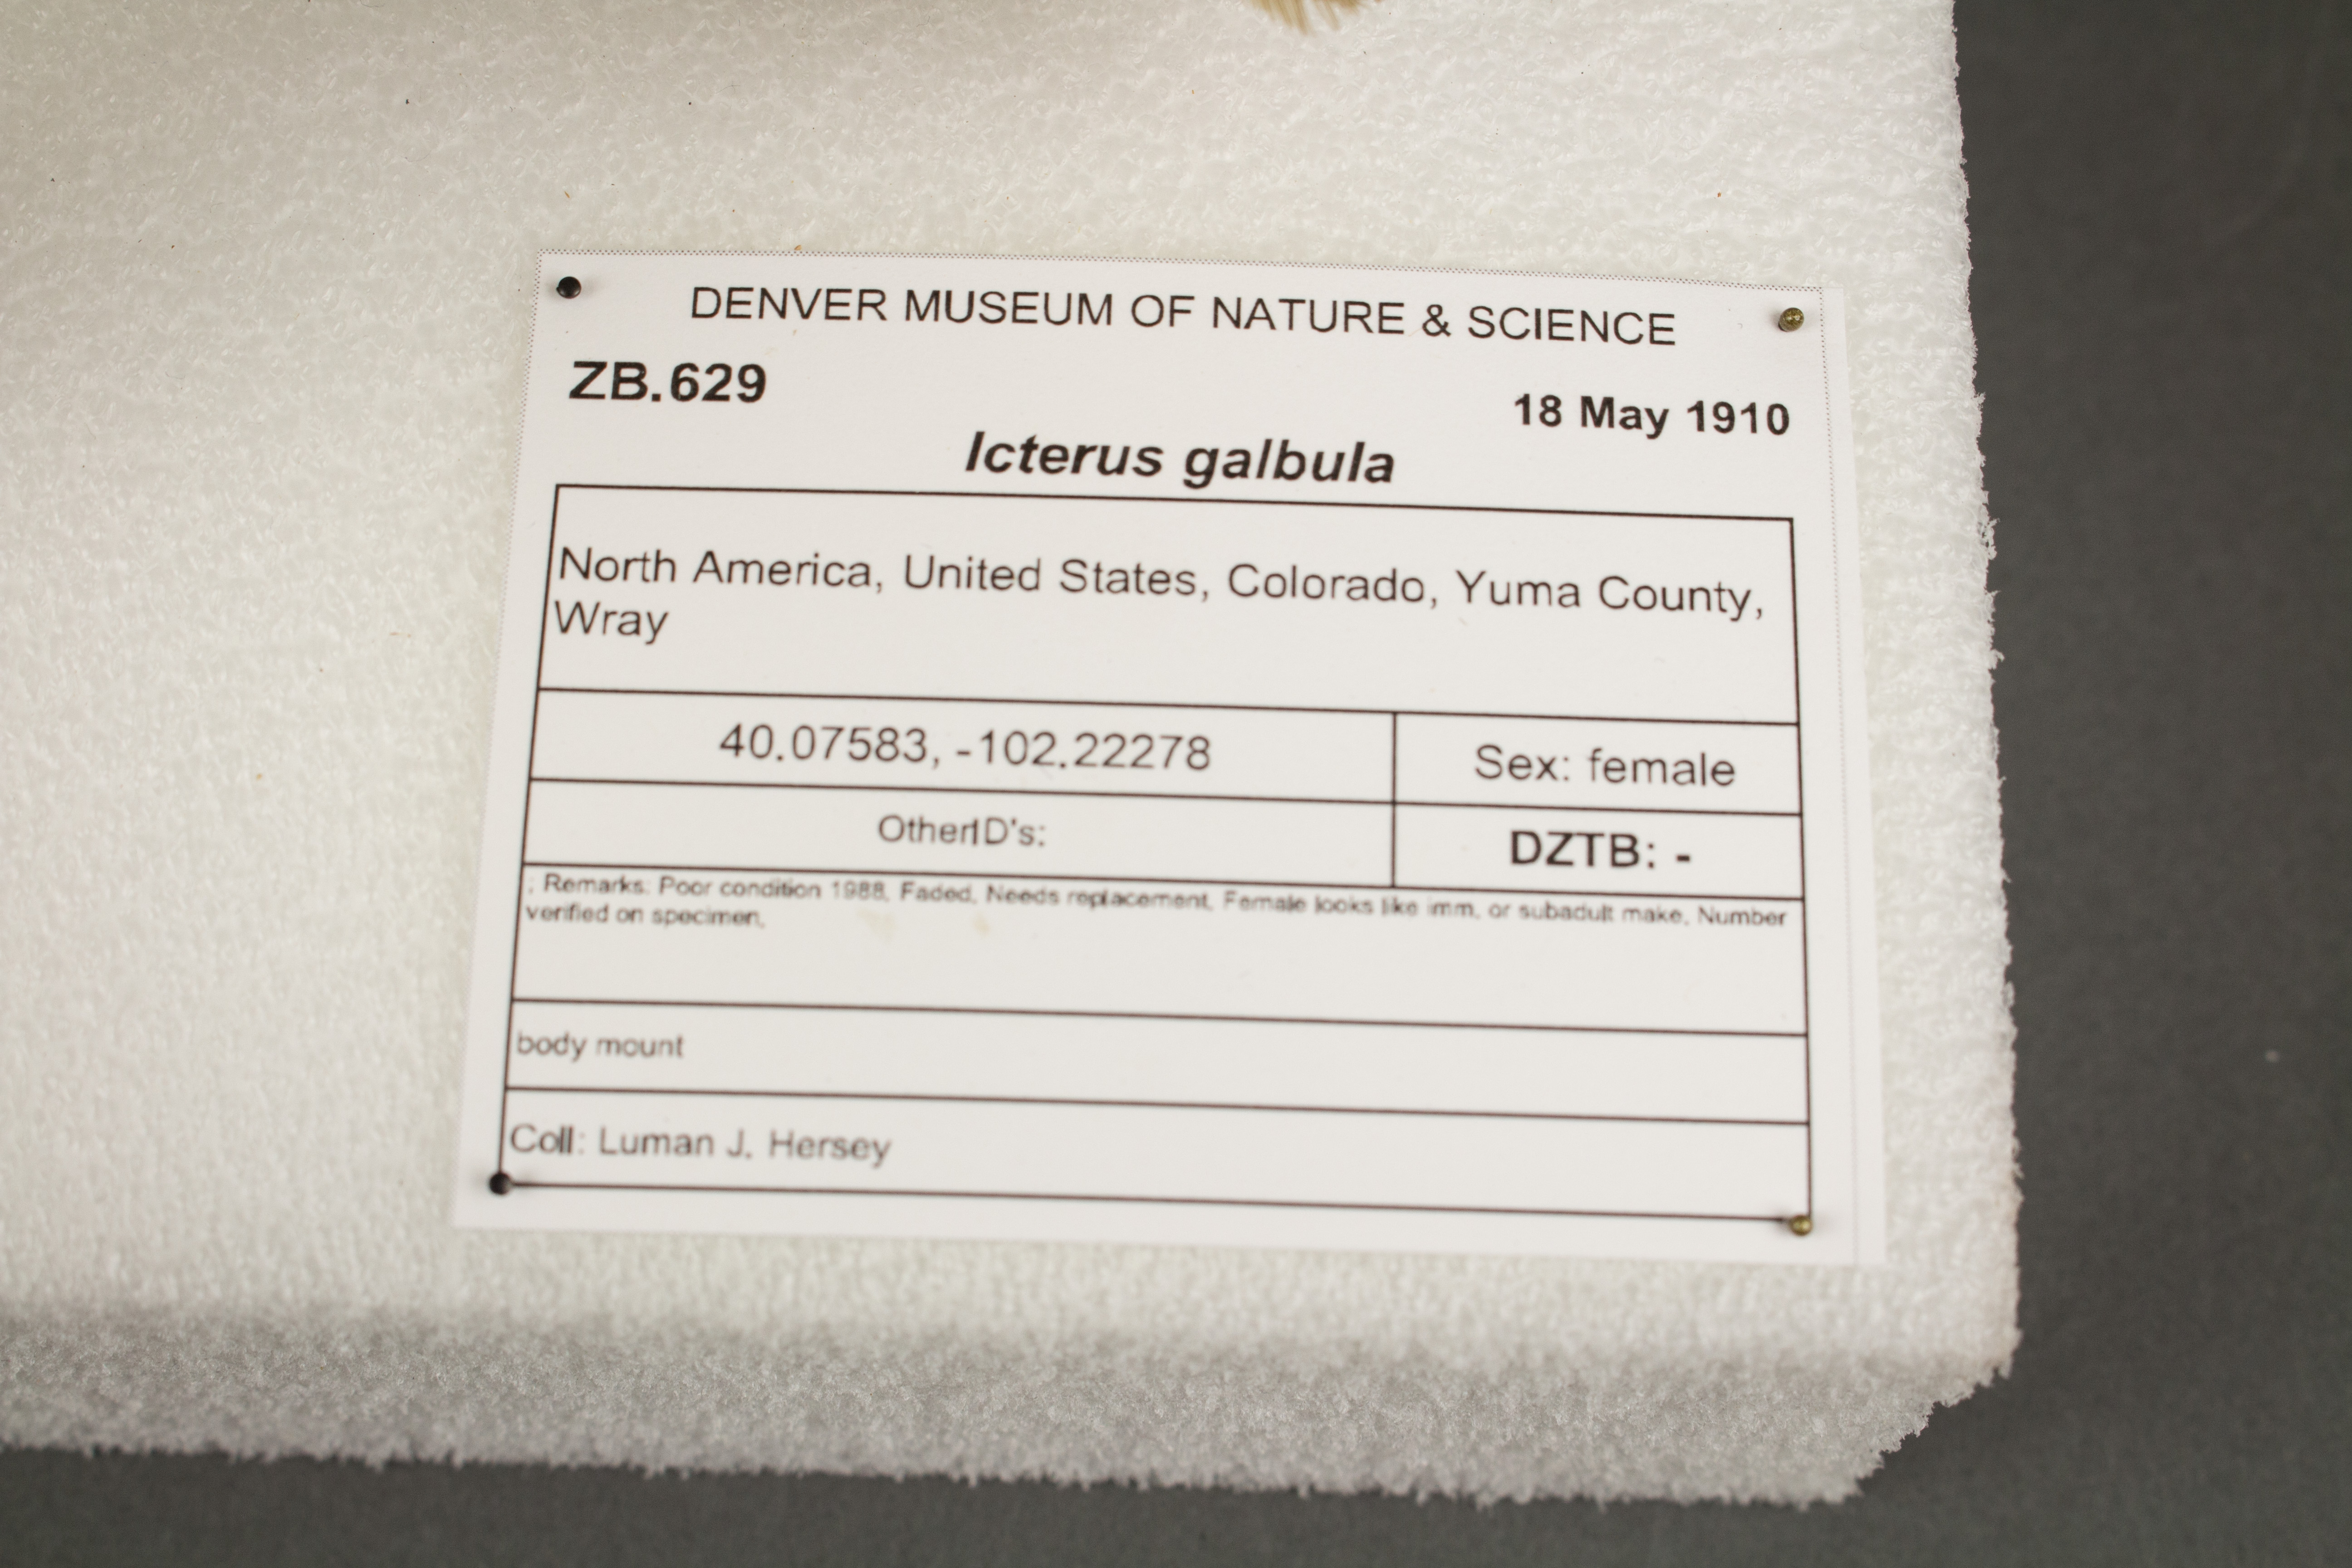 DENVER MUSEUM OF NATURE & SCIENCE
ZB.629
18 May 1910
Icterus galbula
North America, United States, Colorado, Yuma County,
Wray
40.07583, -102.22278
Sex: female
OtherID's:
DZTB: -
; Remarks: Poor condition 1988, Faded, Needs replacement, Female looks like imm. or subadult make. Number
verified on specimen.
body mount
Coll: Luman J. Hersey